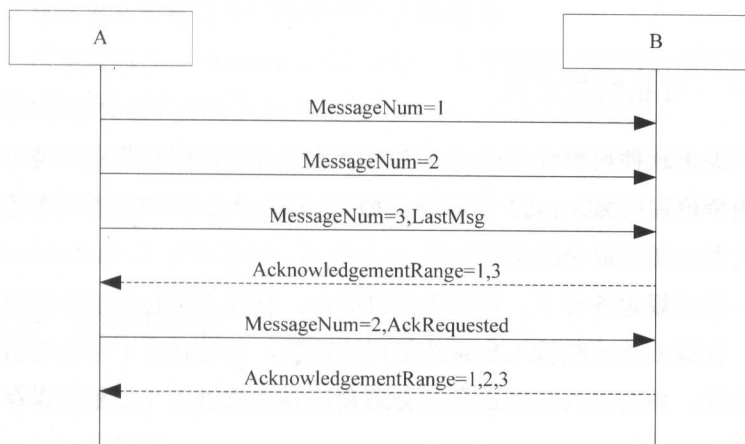 A
B
MessageNum=1
MessageNum=2
MessageNum=3,LastMsg
AcknowledgementRange=1,3
MessageNum=2,AckRequested
AcknowledgementRange=1,2,3